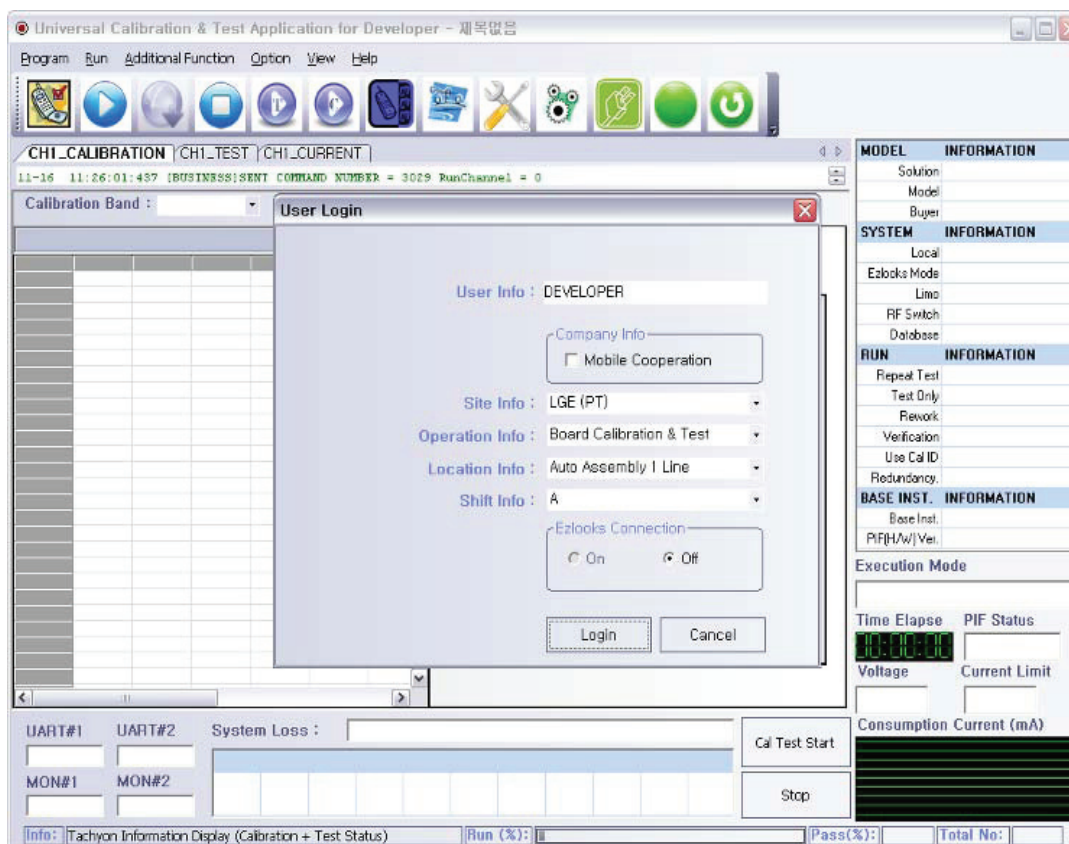 Universal Calibration & Test Application for Developer - 제목없음
Program Run Additional Function Option View Help
T C
CH1_CALIBRATION CH1_TEST CH1_CURRENT
11-16 11:26:01:437 [BUSINESS]SENT COMMAND NUMBER = 3029 RunChannel = 0
Calibration Band :
User Login
User Info : DEVELOPER
Company Info
Mobile Cooperation
Site Info : LGE (PT)
Operation Info : Board Calibration & Test
Location Info : Auto Assembly 1 Line
Shift Info : A
Ezlooks Connection
On Off
Login Cancel
MODEL INFORMATION
Solution
Model
Buyer
SYSTEM INFORMATION
Local
Ezlooks Mode
Limo
RF Switch
Database
RUN INFORMATION
Repeat Test
Test Only
Rework
Verification
Use Cal ID
Redundancy.
BASE INST. INFORMATION
Base Inst.
PIF(H/W) Ver.
Execution Mode
Time Elapse PIF Status
00:00:00
Voltage Current Limit
Consumption Current (mA)
UART#1 UART#2 System Loss :
MON#1 MON#2
Cal Test Start
Stop
Info: Tachyon Information Display (Calibration + Test Status) Run (%): Pass(%): Total No: